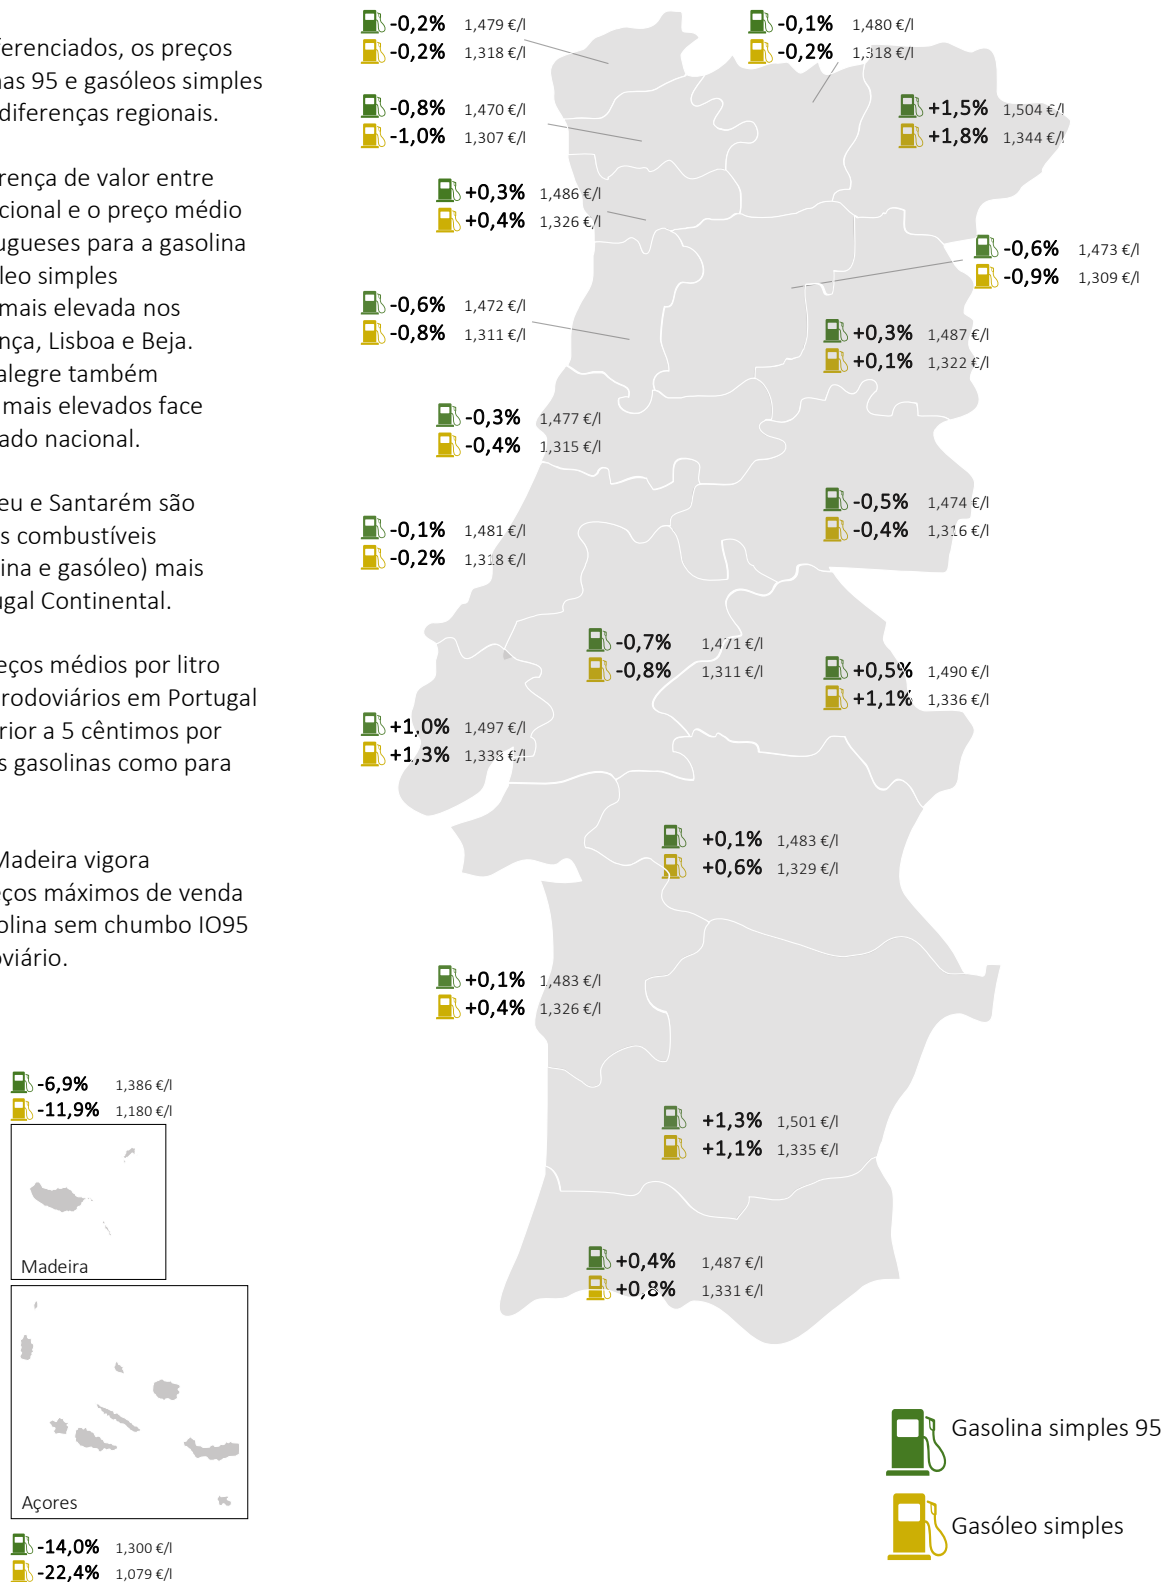 ferenciados, os preços
nas 95 e gasóleos simples
diferenças regionais.
rença de valor entre
cional e o preço médio
ugueses para a gasolina
leo simples
mais elevada nos
nça, Lisboa e Beja.
alegre também
mais elevados face
ado nacional.
eu e Santarém são
s combustíveis
ina e gasóleo) mais
ugal Continental.
eços médios por litro
rodoviários em Portugal
rior a 5 cêntimos por
s gasolinas como para
Madeira vigora
eços máximos de venda
olina sem chumbo IO95
oviário.
-0,2% 1,479 €/l
-0,2% 1,318 €/l
-0,1% 1,480 €/l
-0,2% 1,318 €/l
-0,8% 1,470 €/l
-1,0% 1,307 €/l
+1,5% 1,504 €/l
+1,8% 1,344 €/l
+0,3% 1,486 €/l
+0,4% 1,326 €/l
-0,6% 1,473 €/l
-0,9% 1,309 €/l
-0,6% 1,472 €/l
-0,8% 1,311 €/l
+0,3% 1,487 €/l
+0,1% 1,322 €/l
-0,3% 1,477 €/l
-0,4% 1,315 €/l
-0,5% 1,474 €/l
-0,4% 1,316 €/l
-0,1% 1,481 €/l
-0,2% 1,318 €/l
-0,7% 1,471 €/l
-0,8% 1,311 €/l
+0,5% 1,490 €/l
+1,1% 1,336 €/l
+1,0% 1,497 €/l
+1,3% 1,338 €/l
+0,1% 1,483 €/l
+0,6% 1,329 €/l
+0,1% 1,483 €/l
+0,4% 1,326 €/l
+1,3% 1,501 €/l
+1,1% 1,335 €/l
+0,4% 1,487 €/l
+0,8% 1,331 €/l
-6,9% 1,386 €/l
-11,9% 1,180 €/l
Madeira
Açores
-14,0% 1,300 €/l
-22,4% 1,079 €/l
Gasolina simples 95
Gasóleo simples